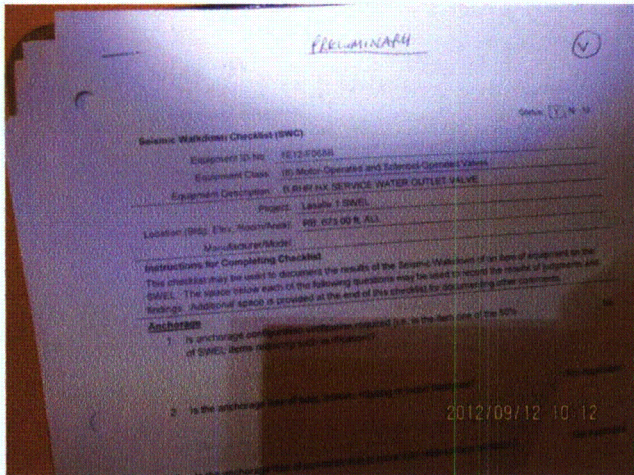 PRELIMINARY
V
Status: Y N U
Seismic Walkdown Checklist (SWC)
Equipment ID No.
Equipment Class: (8) Motor-Operated and Solenoid-Operated Valves
Equipment Description: B RHR HX SERVICE WATER OUTLET VALVE
Project: Lasalle 1 SWEL
Location (Bldg, Elev, Room/Area): RB, 673.00 ft, ALL
Manufacturer/Model:
Instructions for Completing Checklist
This checklist may be used to document the results of the Seismic Walkdown of an item of equipment on the
SWEL. The space below each of the following questions may be used to record the results of judgments and
findings. Additional space is provided at the end of this checklist for documenting other comments.
Anchorage
1 Is anchorage configuration verification required (i.e., is the item one of the 50% No
of SWEL items requiring such verification)?
2 Is the anchorage free of bent, broken, missing or loose hardware?
2012/09/12 10:12